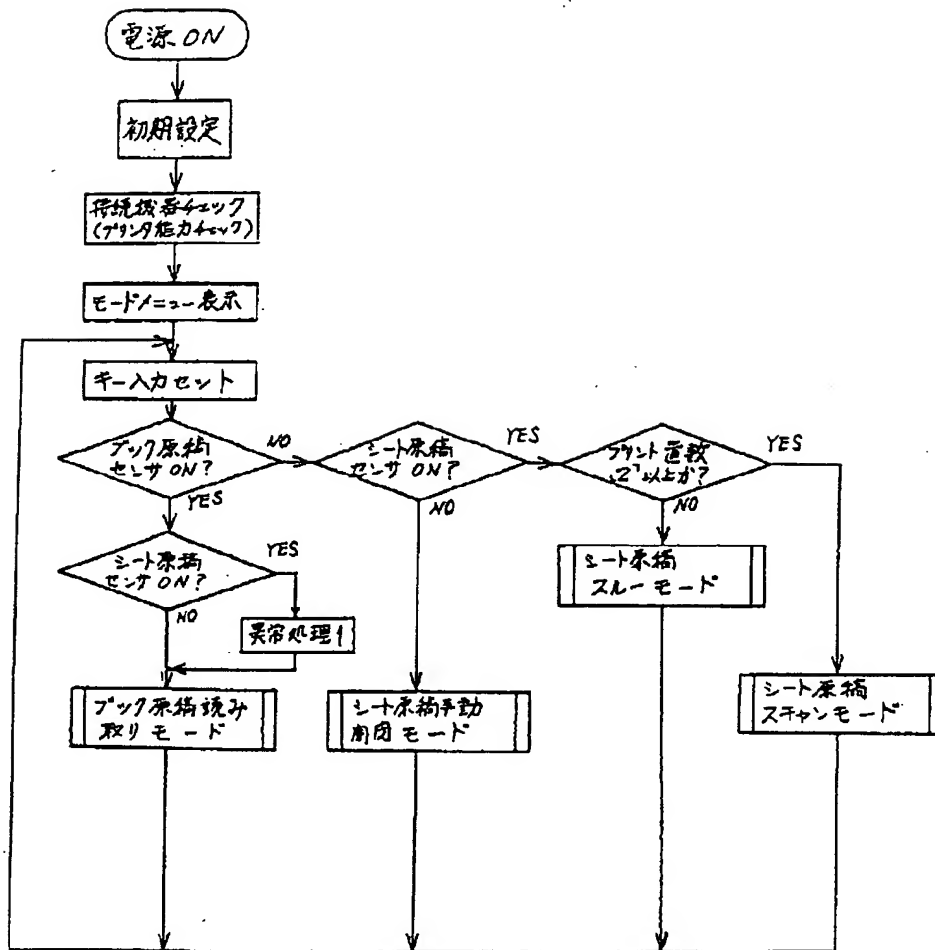 電源ON
初期設定
接続機器チェック
(プリンタ能力チェック)
モードメニュー表示
キー入力セット
ブック原稿
センサON?
NO
YES
シート原稿
センサON?
YES
NO
プリント
以上か?
YES
NO
シート原稿
センサON?
YES
NO
異常処理1
シート原稿
スルーモード
ブック原稿読み
取りモード
シート原稿手動
モード
シート原稿
スキャンモード